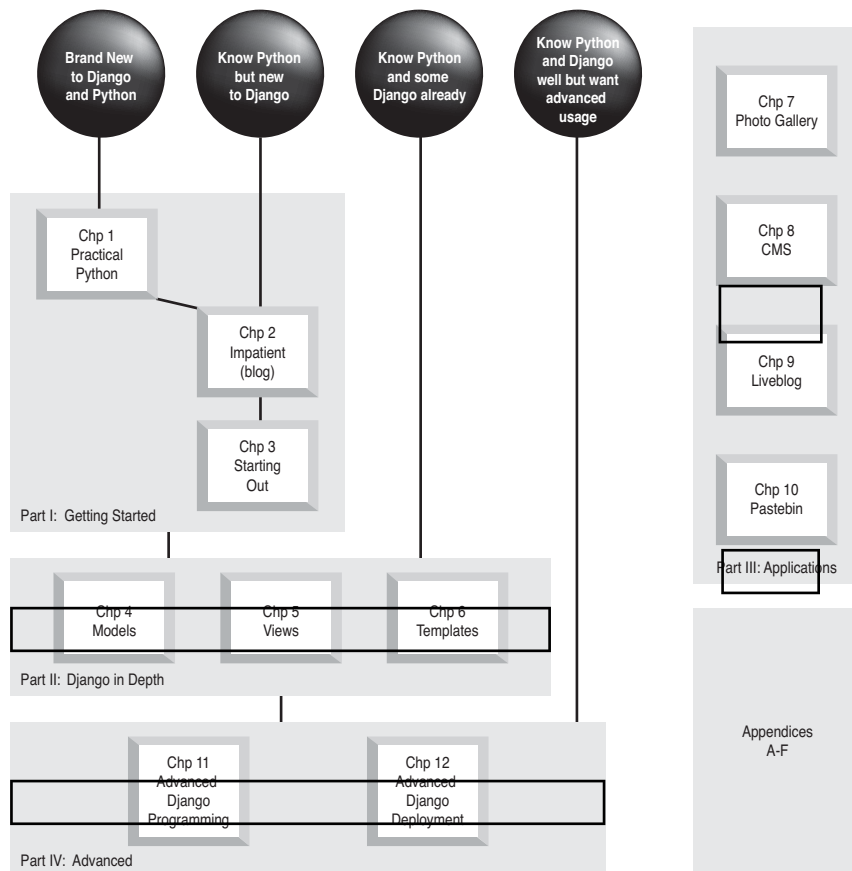 Brand New
to Django
and Python
Know Python
but new
to Django
Know Python
and some
Django already
Know Python
and Django
well but want
advanced
usage
Chp 1
Practical
Python
Chp 2
Impatient
(blog)
Chp 3
Starting
Out
Part I: Getting Started
Chp 4
Models
Chp 5
Views
Chp 6
Templates
Part II: Django in Depth
Chp 11
Advanced
Django
Programming
Chp 12
Advanced
Django
Deployment
Part IV: Advanced
Chp 7
Photo Gallery
Chp 8
CMS
Chp 9
Liveblog
Chp 10
Pastebin
Part III: Applications
Appendices
A-F